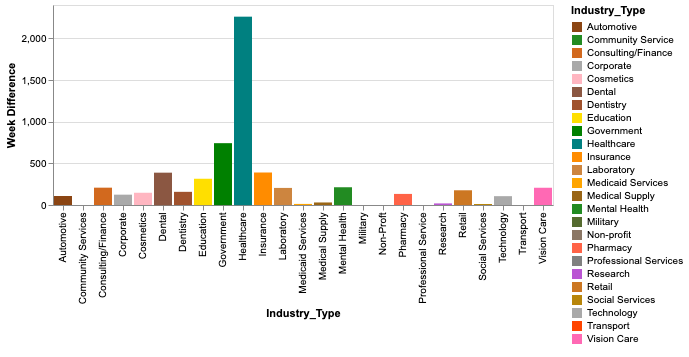 Week Difference
2,000
1,500
1,000
500
0
Automotive
Community Services
Consulting/Finance
Corporate
Cosmetics
Dental
Dentistry
Education
Government
Healthcare
Insurance
Laboratory
Medicaid Services
Medical Supply
Mental Health
Military
Non-Proft
Pharmacy
Professional Service
Research
Retail
Social Services
Technology
Transport
Vision Care
Industry_Type
Industry_Type
Automotive
Community Service
Consulting/Finance
Corporate
Cosmetics
Dental
Dentistry
Education
Government
Healthcare
Insurance
Laboratory
Medicaid Services
Medical Supply
Mental Health
Military
Non-profit
Pharmacy
Professional Services
Research
Retail
Social Services
Technology
Transport
Vision Care